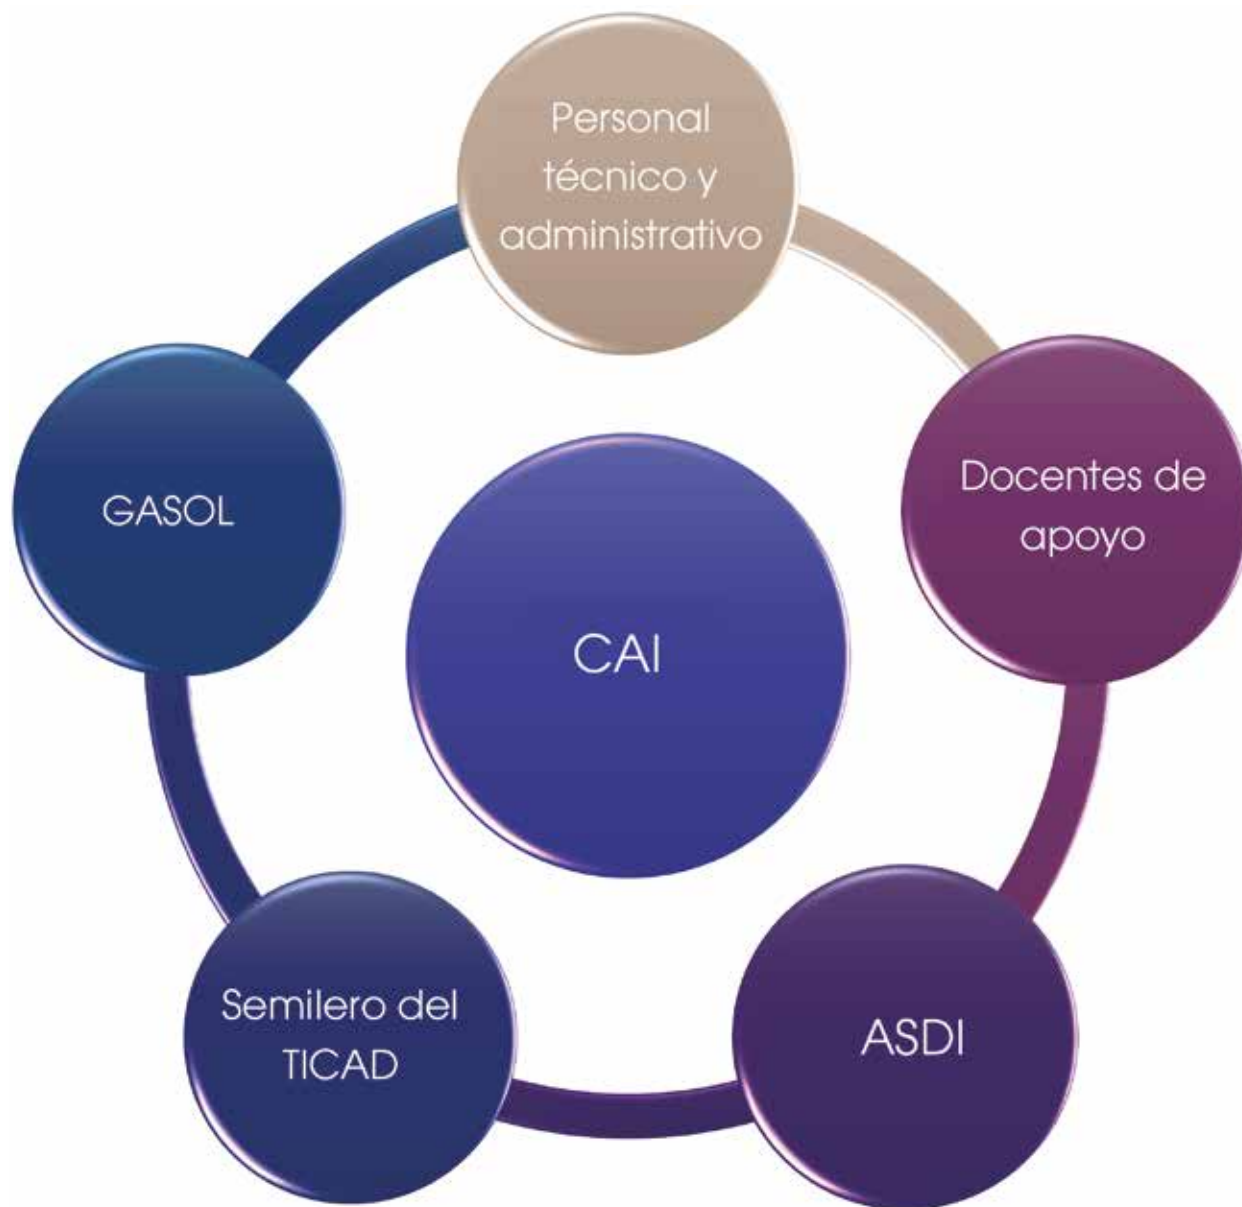 Personal
técnico y
administrativo
Docentes de
apoyo
GASOL
CAI
Semilero del
TICAD
ASDI